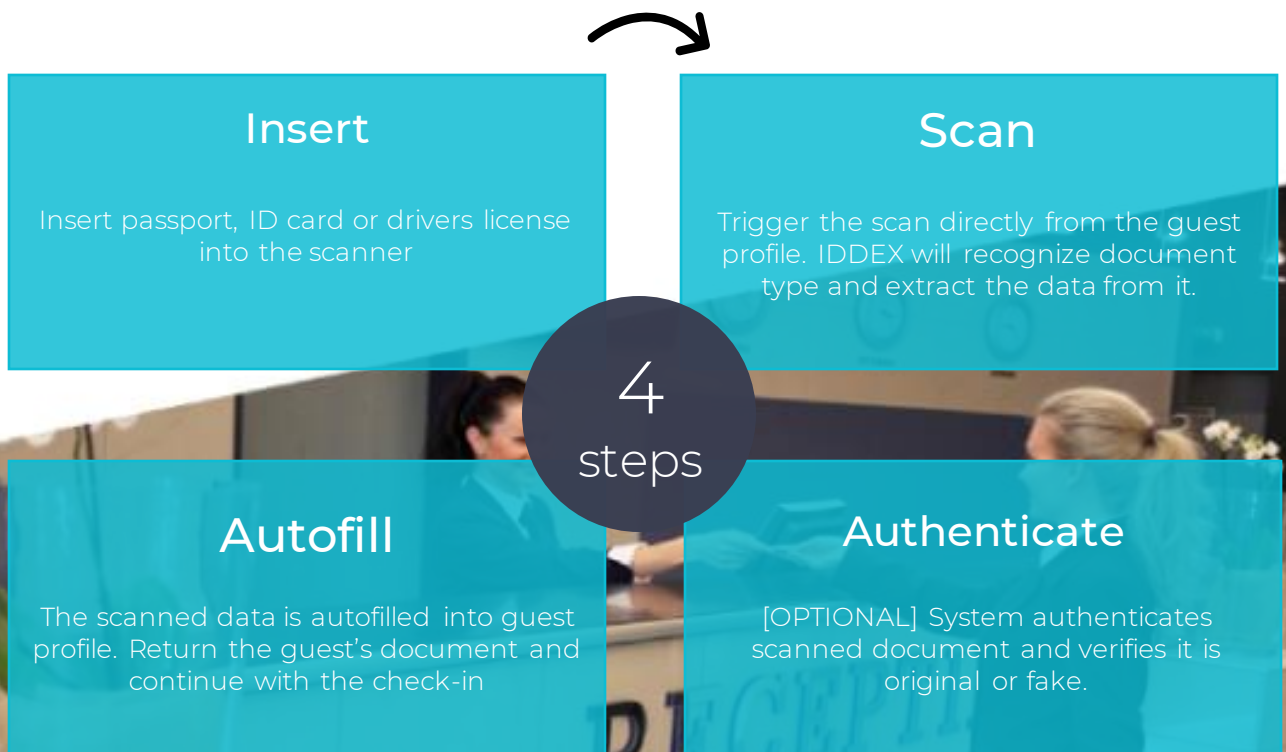 Insert
Insert passport, ID card or drivers license
into the scanner
Scan
Trigger the scan directly from the guest
profile. IDDEX will recognize document
type and extract the data from it.
4
steps
Autofill
The scanned data is autofilled into guest
profile. Return the guest’s document and
continue with the check-in
Authenticate
[OPTIONAL] System authenticates
scanned document and verifies it is
original or fake.